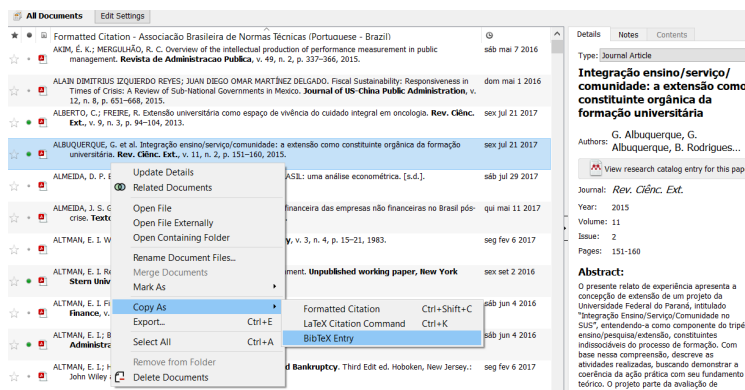 All Documents Edit Settings
Formatted Citation - Associação Brasileira de Normas Técnicas (Portuguese - Brazil)
AKIM, É. K.; MERGULHÃO, R. C. Overview of the intellectual production of performance measurement in public
management. Revista de Administracao Publica, v. 49, n. 2, p. 337–366, 2015.
sáb mai 7 2016
ALAIN DIMITRIUS IZQUIERDO REYES; JUAN DIEGO OMAR MARTÍNEZ DELGADO. Fiscal Sustainability: Responsiveness in
Times of Crisis: A Review of Sub-National Governments in Mexico. Journal of US-China Public Administration, v.
12, n. 8, p. 651–668, 2015.
dom mai 1 2016
ALBERTO, C.; FREIRE, R. Extensão universitária como espaço de vivência do cuidado integral em oncologia. Rev. Ciênc.
Ext., v. 9, n. 3, p. 94–104, 2013.
sex jul 21 2017
ALBUQUERQUE, G. et al. Integração ensino/serviço/comunidade: a extensão como constituinte orgânica da formação
universitária. Rev. Ciênc. Ext., v. 11, n. 2, p. 151–160, 2015.
sex jul 21 2017
ALMEIDA, D. P. B
ASIL: uma análise econométrica. [s.d.].
sáb jul 29 2017
ALMEIDA, J. S. G
financeira das empresas não financeiras no Brasil pós-
crise. Texto
qui mai 11 2017
ALTMAN, E. I. W
y, v. 3, n. 4, p. 15–21, 1983.
seg fev 6 2017
ALTMAN, E. I. Re
ment. Unpublished working paper, New York
Stern Univ
sex set 2 2016
ALTMAN, E. I. Fi
Finance, v.
sáb jun 4 2016
ALTMAN, E. I.; B
Administra
sáb jun 4 2016
ALTMAN, E. I.; H
d Bankruptcy. Third Edit ed. Hoboken, New Jersey.:
John Wiley
seg fev 6 2017
Update Details
Related Documents
Open File
Open File Externally
Open Containing Folder
Rename Document Files...
Merge Documents
Mark As
Copy As
Export... Ctrl+E
Select All Ctrl+A
Remove from Folder
Delete Documents
Formatted Citation Ctrl+Shift+C
LaTeX Citation Command Ctrl+K
BibTeX Entry
Details Notes Contents
Type: Journal Article
Integração ensino/serviço/
comunidade: a extensão como
constituinte orgânica da
formação universitária
Authors: G. Albuquerque, G.
Albuquerque, B. Rodrigues...
View research catalog entry for this pap
Journal: Rev. Ciênc. Ext.
Year: 2015
Volume: 11
Issue: 2
Pages: 151-160
Abstract:
O presente relato de experiência apresenta a
concepção de extensão de um projeto da
Universidade Federal do Paraná, intitulado
"Integração Ensino/Serviço/Comunidade no
SUS", entendendo-a como componente do tripé
ensino/pesquisa/extensão, constituintes
indissociáveis do processo de formação. Com
base nessa compreensão, descreve as
atividades realizadas, buscando demonstrar a
coerência da ação prática com seu fundamento
teórico. O projeto parte da avaliação de